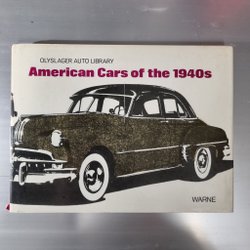 OLYSLAGER AUTO LIBRARY
American Cars of the 1940s
WARNE